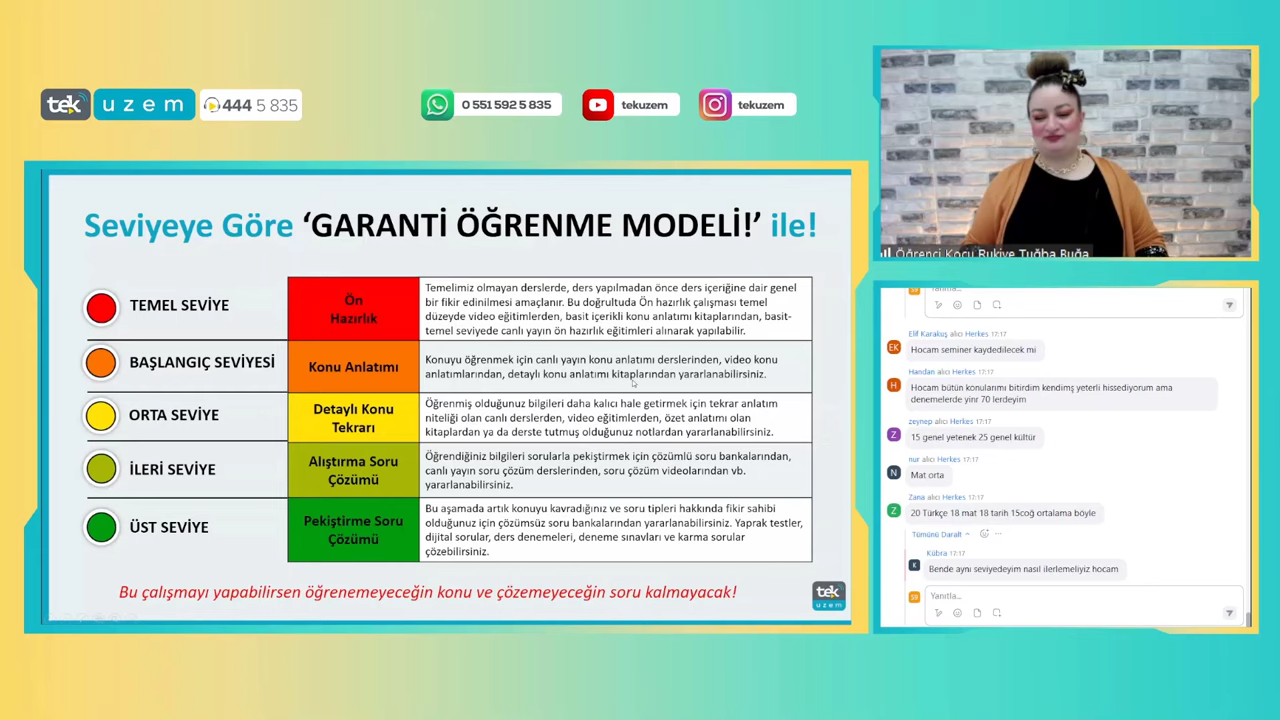 tek uzem 444 5 835
0 551 592 5 835
tekuzem
tekuzem
Seviyeye Göre ‘GARANTİ ÖĞRENME MODELİ!’ ile!
TEMEL SEVİYE
Ön
Hazırlık
Temelimiz olmayan derslerde, ders yapılmadan önce ders içeriğine dair genel
bir fikir edinilmesi amaçlanır. Bu doğrultuda Ön hazırlık çalışması temel
düzeyde video eğitimlerden, basit içerikli konu anlatımı kitaplarından, basit-
temel seviyede canlı yayın ön hazırlık eğitimleri alınarak yapılabilir.
BAŞLANGIÇ SEVİYESİ
Konu Anlatımı
Konuyu öğrenmek için canlı yayın konu anlatımı derslerinden, video konu
anlatımlarından, detaylı konu anlatımı kitaplarından yararlanabilirsiniz.
ORTA SEVİYE
Detaylı Konu
Tekrarı
Öğrenmiş olduğunuz bilgileri daha kalıcı hale getirmek için tekrar anlatım
niteliği olan canlı derslerden, video eğitimlerden, özet anlatımı olan
kitaplardan ya da derste tutmuş olduğunuz notlardan yararlanabilirsiniz.
İLERİ SEVİYE
Alıştırma Soru
Çözümü
Öğrendiğiniz bilgileri sorularla pekiştirmek için çözümlü soru bankalarından,
canlı yayın soru çözüm derslerinden, soru çözüm videolarından vb.
yararlanabilirsiniz.
ÜST SEVİYE
Pekiştirme Soru
Çözümü
Bu aşamada artık konuyu kavradığınız ve soru tipleri hakkında fikir sahibi
olduğunuz için çözümsüz soru bankalarından yararlanabilirsiniz. Yaprak testler,
dijital sorular, ders denemeleri, deneme sınavları ve karma sorular
çözebilirsiniz.
Bu çalışmayı yapabilirsen öğrenemeyeceğin konu ve çözemeyeceğin soru kalmayacak!
tek
uzem
Öğrenci Koçu Rukiye Tuğba Buğa
EK
Elif Karakuş alıcı Herkes 17:17
Hocam seminer kaydedilecek mi
H
Handan alıcı Herkes 17:17
Hocam bütün konularımı bitirdim kendimş yeterli hissediyorum ama
denemelerde yinr 70 lerdeyim
Z
zeynep alıcı Herkes 17:17
15 genel yetenek 25 genel kültür
N
nur alıcı Herkes 17:17
Mat orta
Z
Zana alıcı Herkes 17:17
20 Türkçe 18 mat 18 tarih 15coğ ortalama böyle
Tümünü Daralt
K
Kübra 17:17
Bende aynı seviyedeyim nasıl ilerlemeliyiz hocam
Yanıtla...